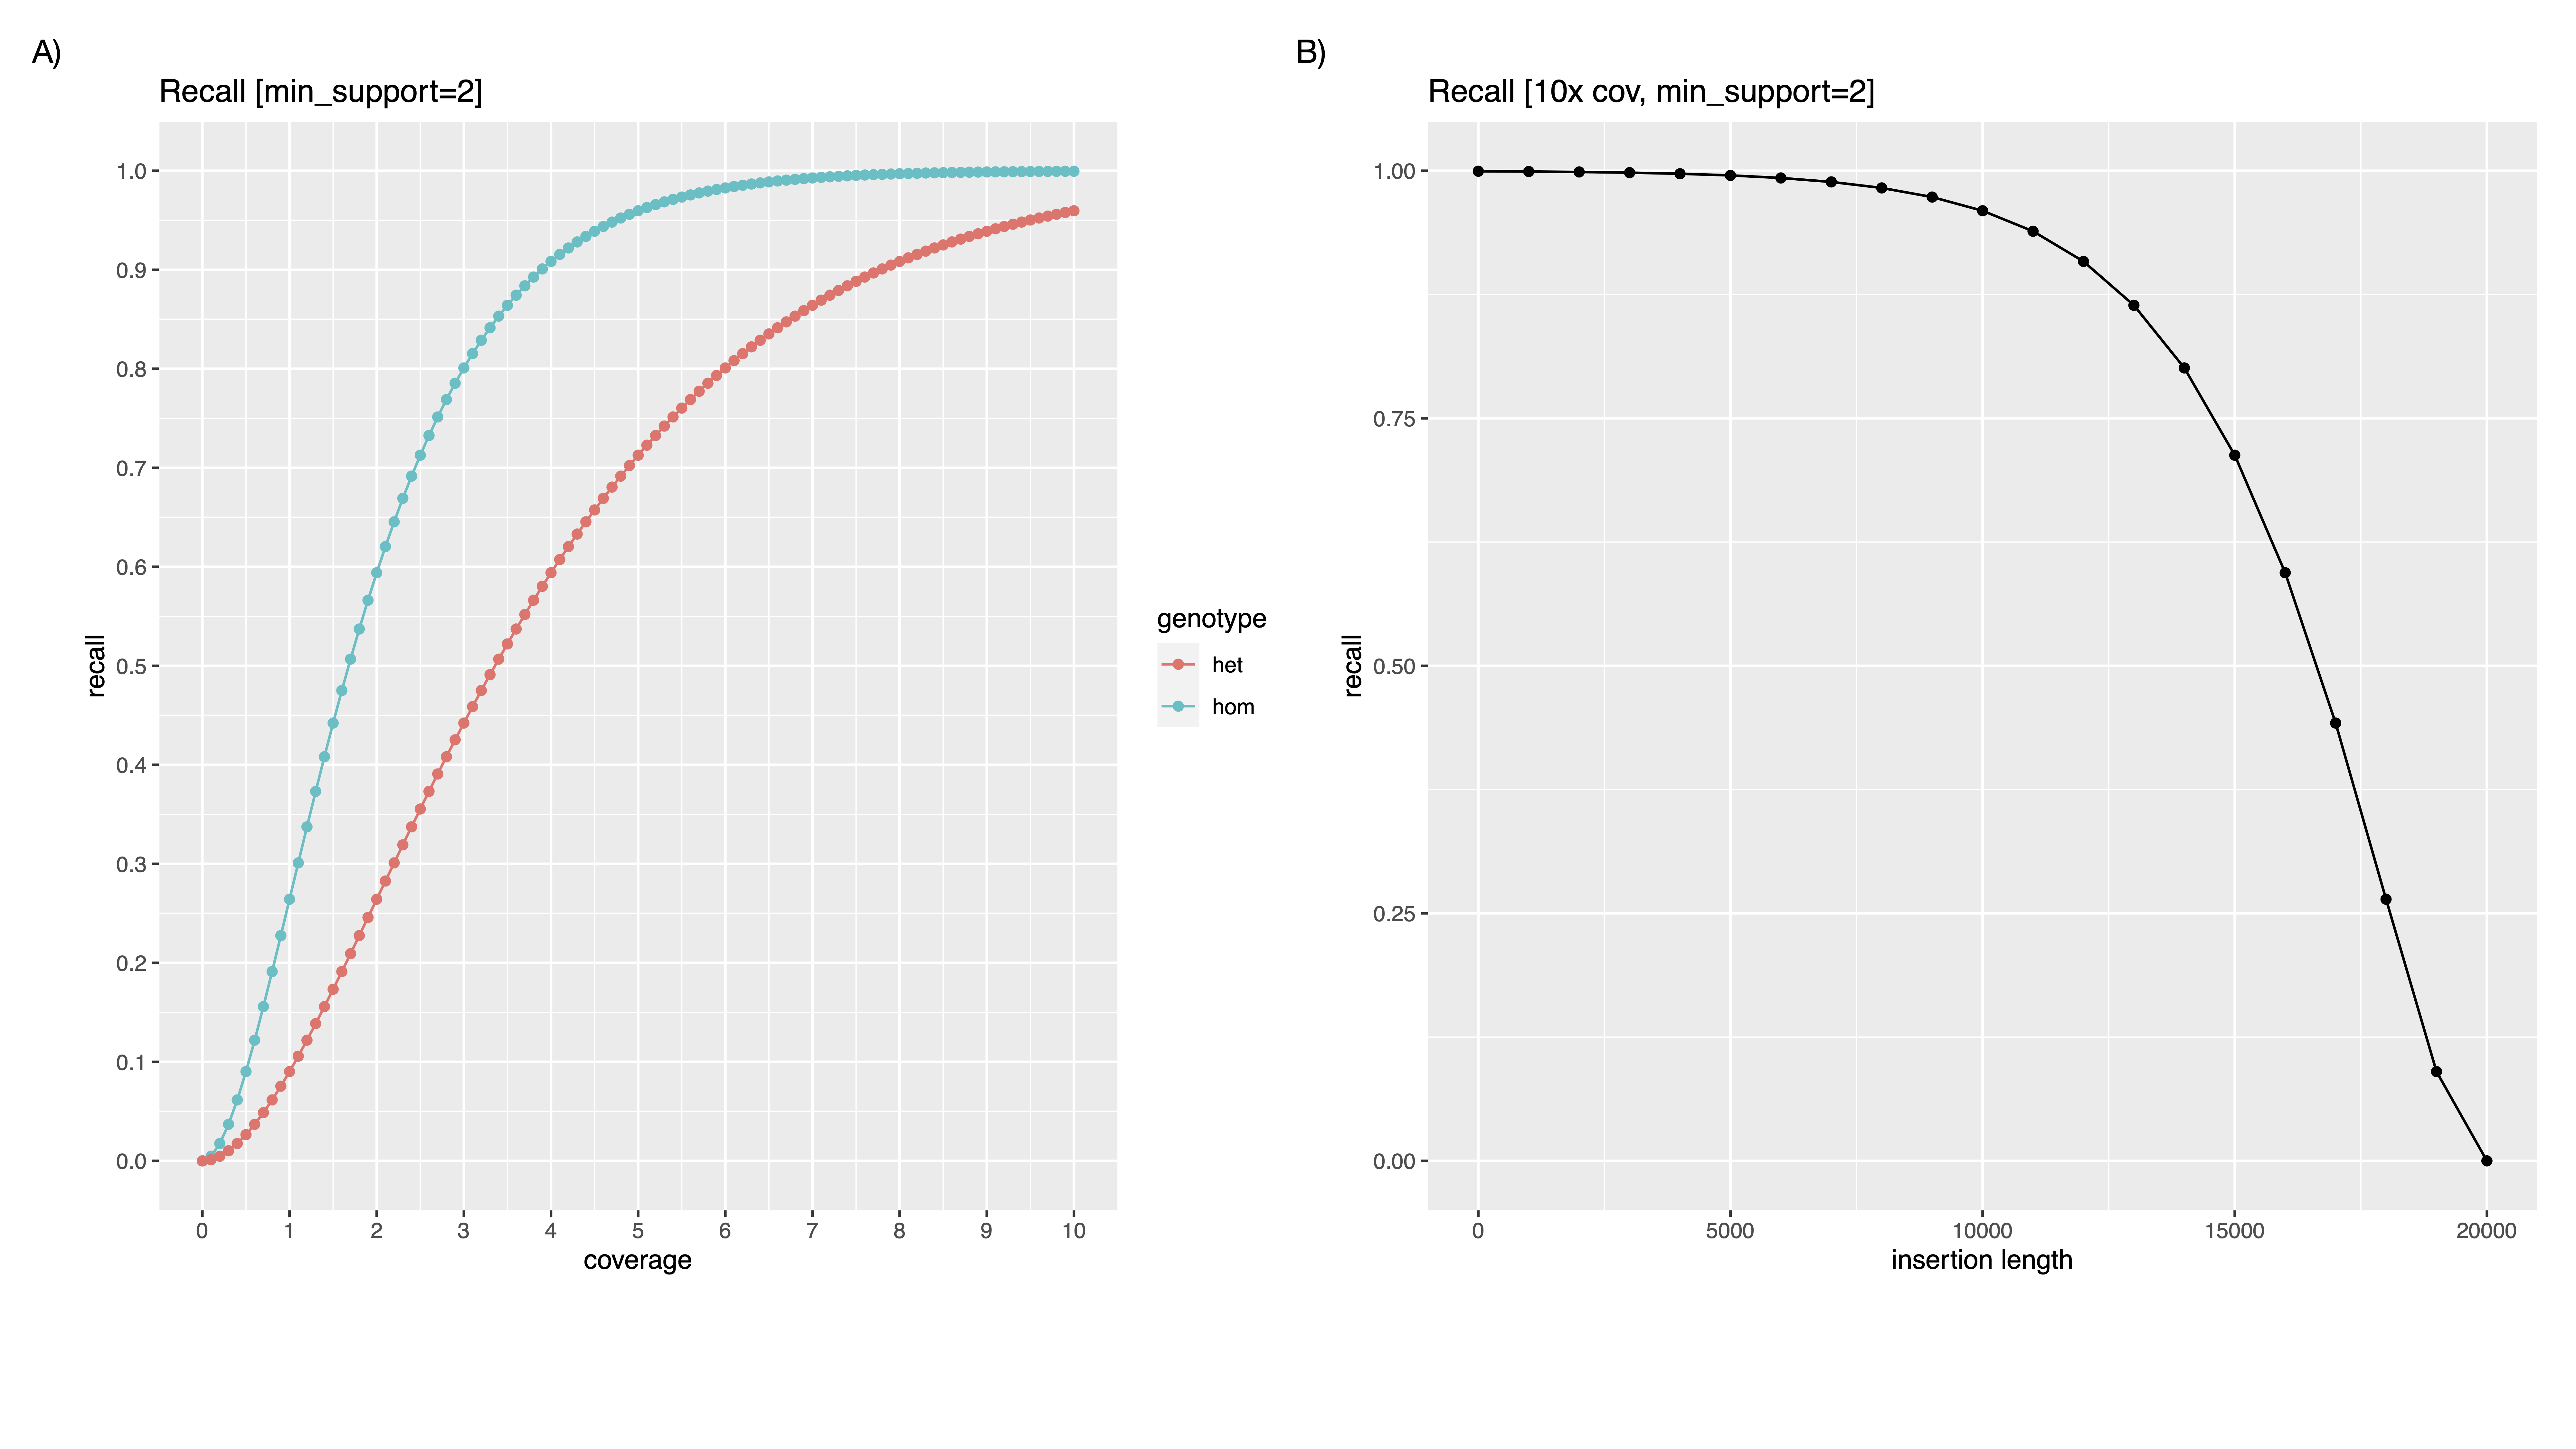 A)
Recall [min_support=2]
1.0
0.9
0.8
0.7
0.6
0.5
0.4
0.3
0.2
0.1
0.0
recall
0 1 2 3 4 5 6 7 8 9 10
coverage
genotype
het
hom
B)
Recall [10x cov, min_support=2]
1.00
0.75
0.50
0.25
0.00
recall
0 5000 10000 15000 20000
insertion length